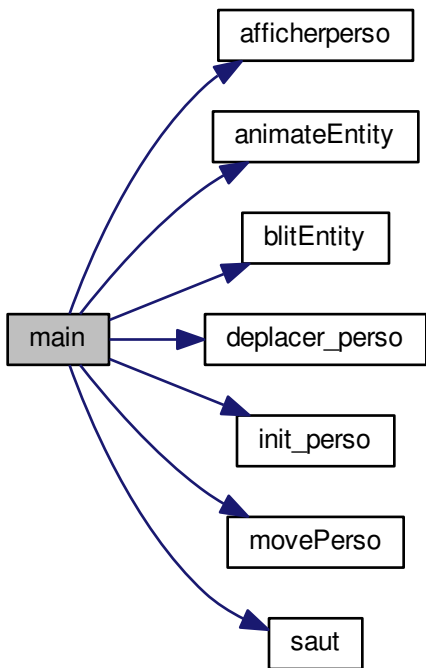 afficherperso
animateEntity
blitEntity
main
deplacer_perso
init_perso
movePerso
saut